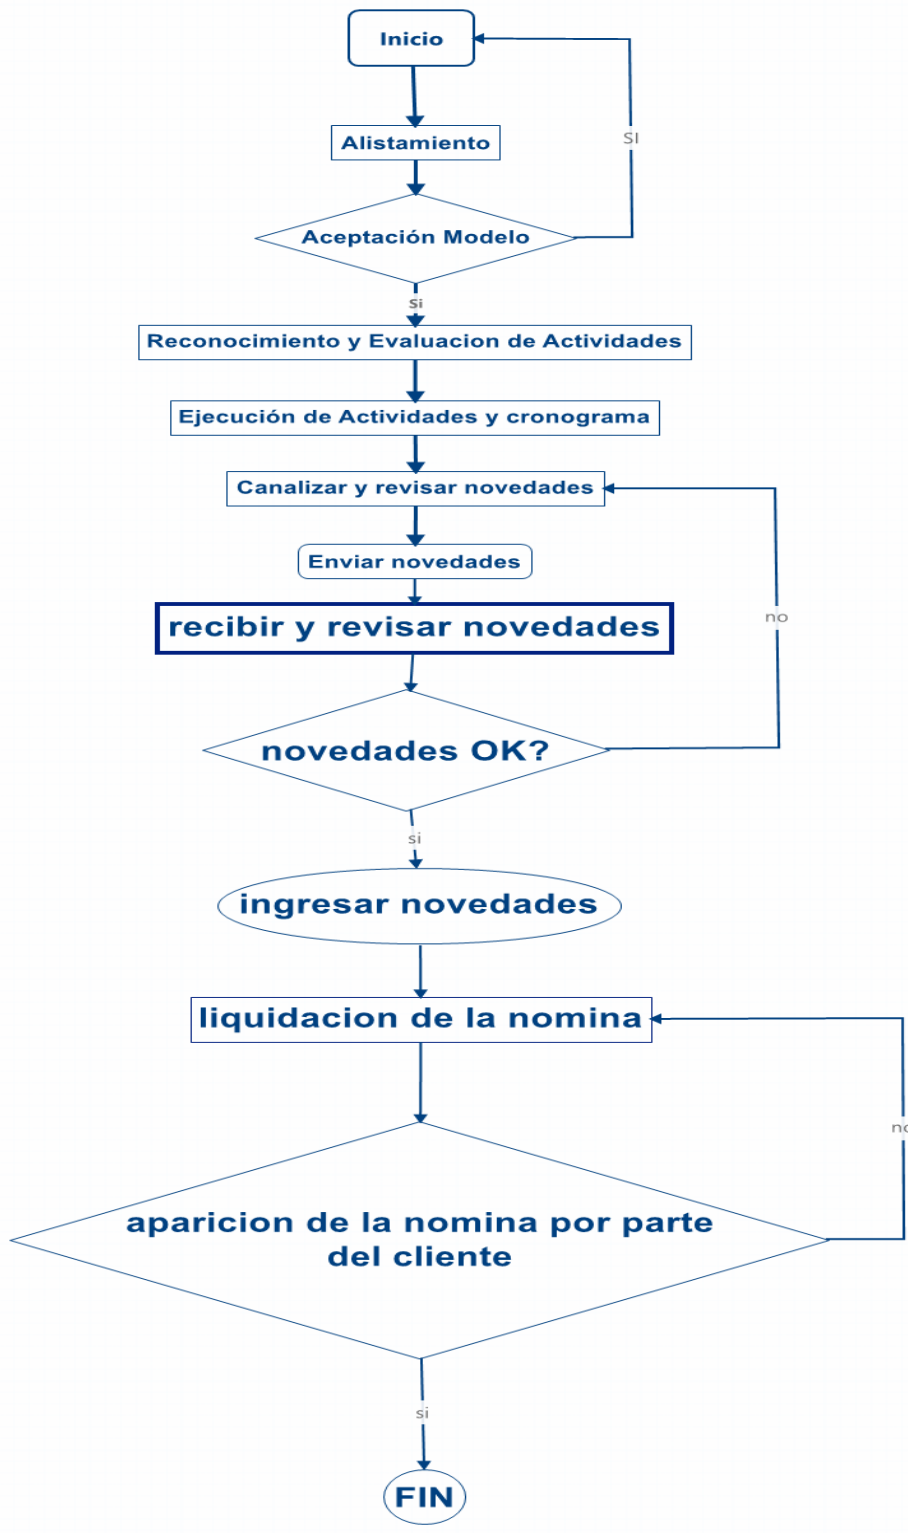 Inicio
SI
Alistamiento
Aceptación Modelo
Si
Reconocimiento y Evaluacion de Actividades
Ejecución de Actividades y cronograma
Canalizar y revisar novedades
Enviar novedades
recibir y revisar novedades
no
novedades OK?
si
ingresar novedades
liquidacion de la nomina
no
aparicion de la nomina por parte
del cliente
si
FIN